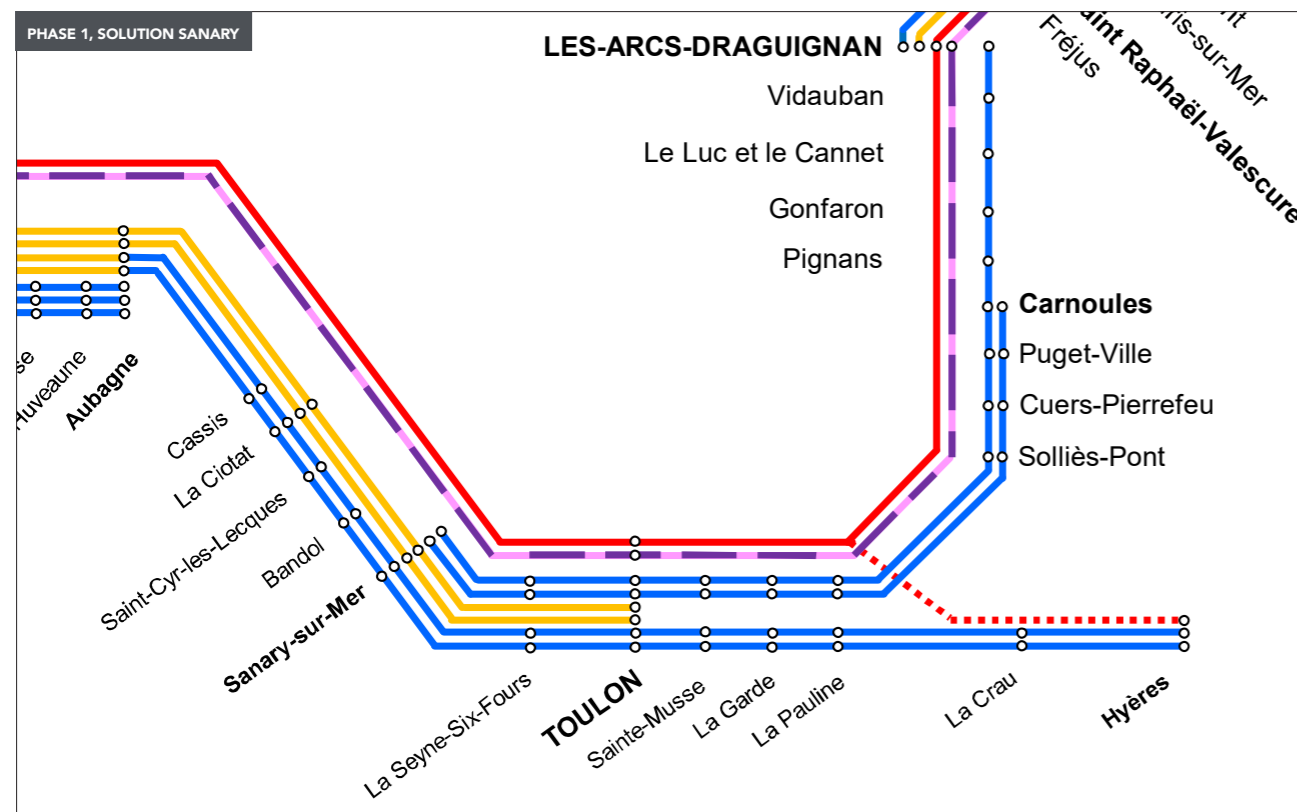 PHASE 1, SOLUTION SANARY
LES-ARCS-DRAGUIGNAN
Fréjus
Raphaël-Valescure
Vidauban
Le Luc et le Cannet
Gonfaron
Pignans
Carnoules
Puget-Ville
Cuers-Pierrefeu
Solliès-Pont
Huveaune
Aubagne
Cassis
La Ciotat
Saint-Cyr-les-Lecques
Bandol
Sanary-sur-Mer
La Seyne-Six-Fours
TOULON
Sainte-Musse
La Garde
La Pauline
La Crau
Hyères